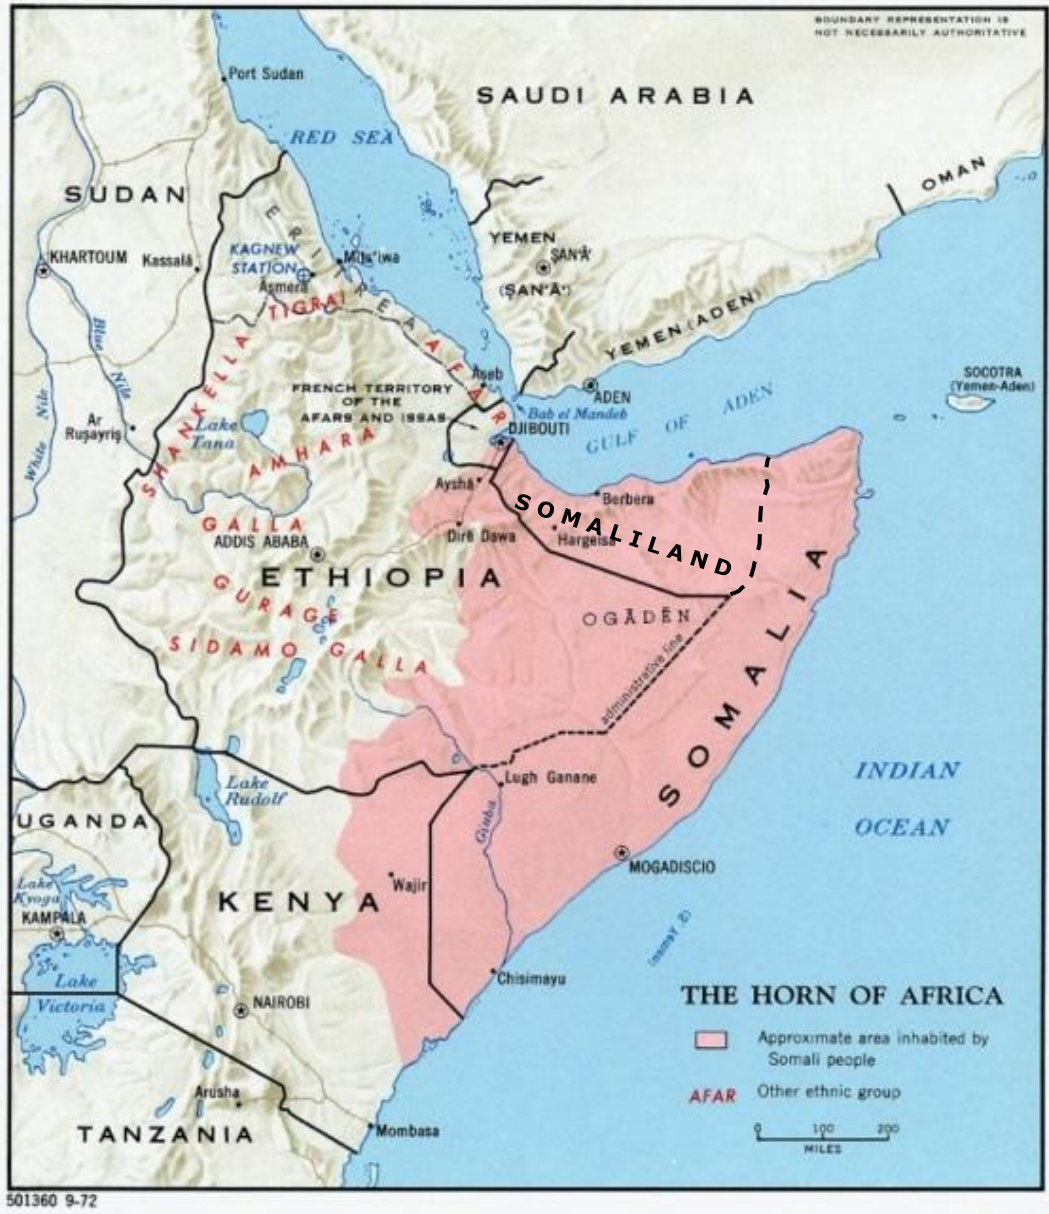 BOUNDARY REPRESENTATION IS
NOT NECESSARILY AUTHORITATIVE
Port Sudan
SAUDI ARABIA
RED SEA
SUDAN
OMAN
ERITREA
YEMEN
KHARTOUM
Kassalā
KAGNEW
STATION
Mits'iwa
ṢAN'Ā'
(ṢAN'Ā')
Asmera
TIGRAI
YEMEN (ADEN)
Blue Nile
White Nile
SHANKELLA
AFAR
Aseb
SOCOTRA
(Yemen-Aden)
FRENCH TERRITORY
OF THE
AFARS AND ISSAS
ADEN
Bab el Mandeb
GULF OF ADEN
Ar
Ruṣayriṣ
Lake
Tana
DJIBOUTI
AMHARA
Ayshā
Berbera
SOMALILAND
GALLA
ADDIS ABABA
Dirē Dawa
Hargeisa
ETHIOPIA
GURAGE
OGĀDĒN
SIDAMO GALLA
administrative line
SOMALIA
Lugh Ganane
Lake
Rudolf
INDIAN
OCEAN
Giuba
UGANDA
MOGADISCIO
Lake
Kyoga
Wajir
KENYA
KAMPALA
Lake
Victoria
Chisimayu
NAIROBI
THE HORN OF AFRICA
Approximate area inhabited by
Somali people
Arusha
AFAR
Other ethnic group
TANZANIA
Mombasa
0 100 200
MILES
501360 9-72